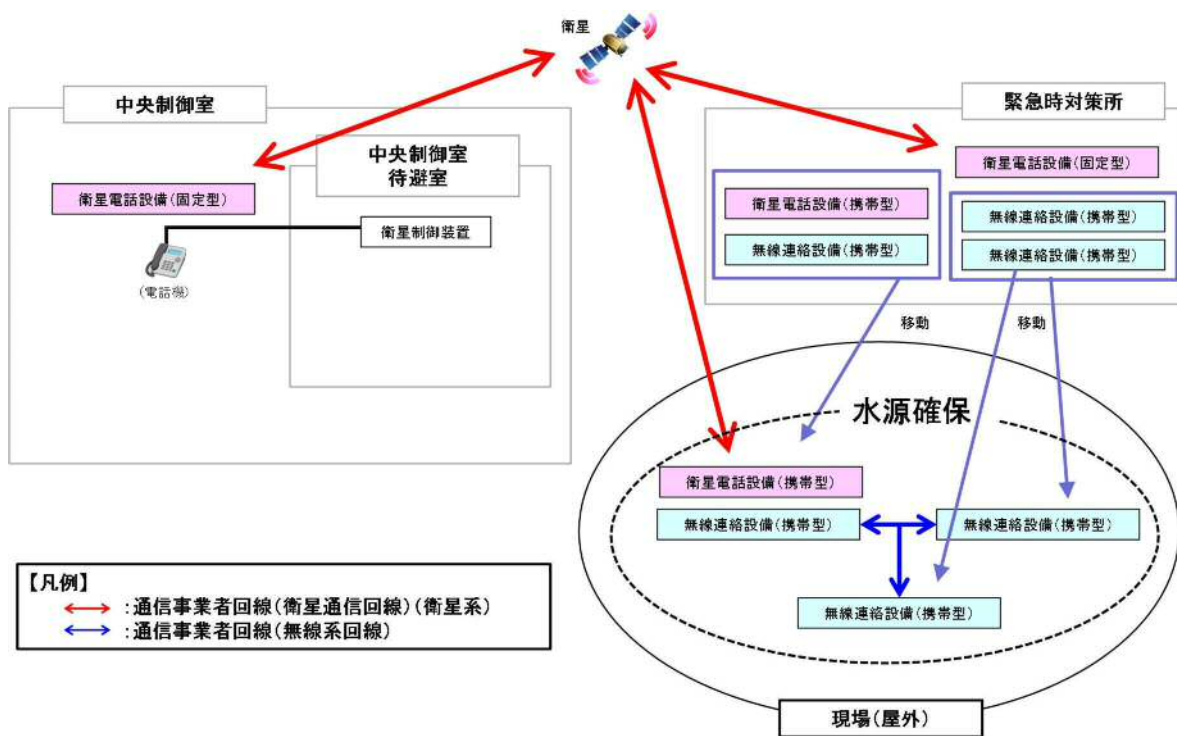 衛星
中央制御室
中央制御室
待避室
衛星電話設備(固定型)
衛星制御装置
(電話機)
緊急時対策所
衛星電話設備(固定型)
衛星電話設備(携帯型)
無線連絡設備(携帯型)
無線連絡設備(携帯型)
無線連絡設備(携帯型)
移動
移動
水源確保
衛星電話設備(携帯型)
無線連絡設備(携帯型)
無線連絡設備(携帯型)
無線連絡設備(携帯型)
現場(屋外)
【凡例】
:通信事業者回線(衛星通信回線)(衛星系)
:通信事業者回線(無線系回線)